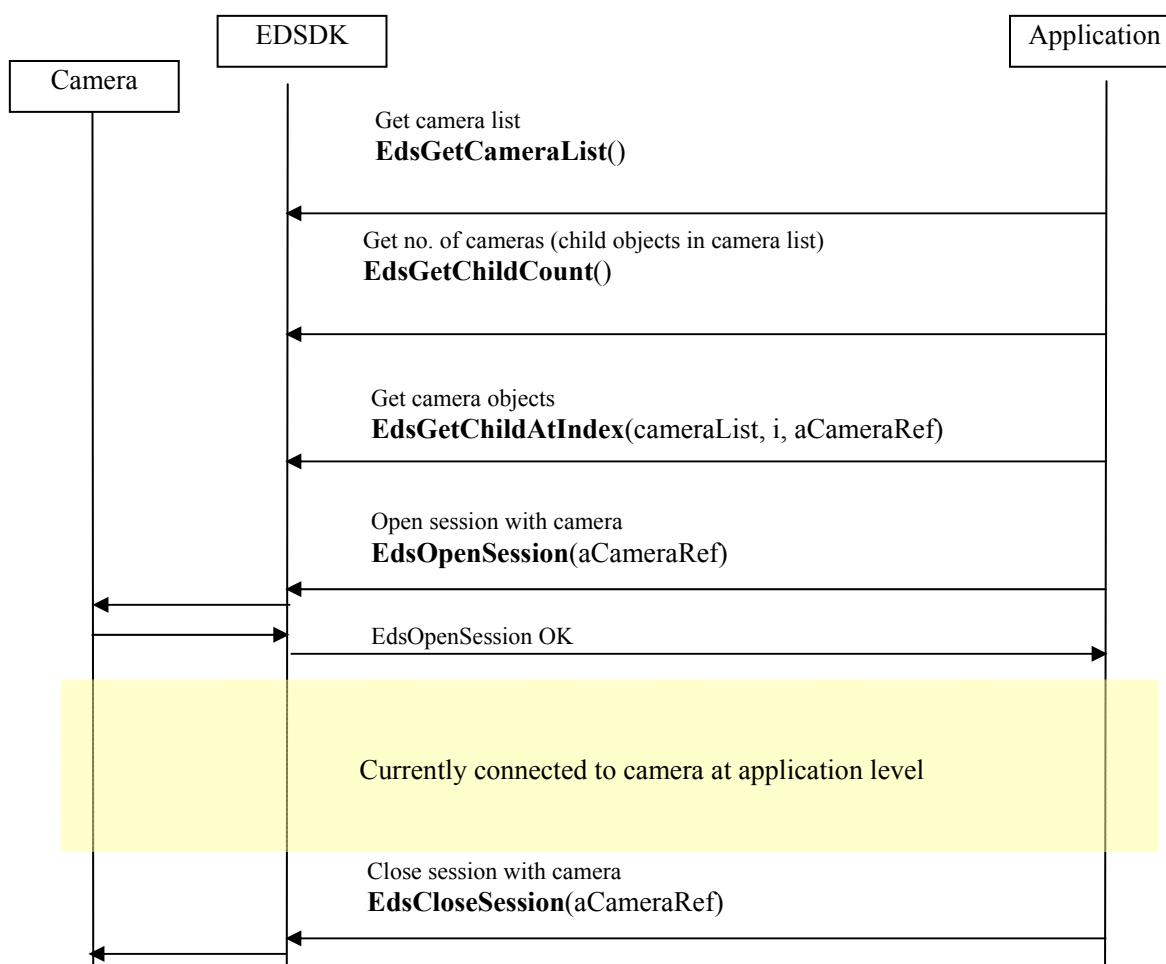 EDSDK
Application
Camera
Get camera list
EdsGetCameraList()
Get no. of cameras (child objects in camera list)
EdsGetChildCount()
Get camera objects
EdsGetChildAtIndex(cameraList, i, aCameraRef)
Open session with camera
EdsOpenSession(aCameraRef)
EdsOpenSession OK
Currently connected to camera at application level
Close session with camera
EdsCloseSession(aCameraRef)